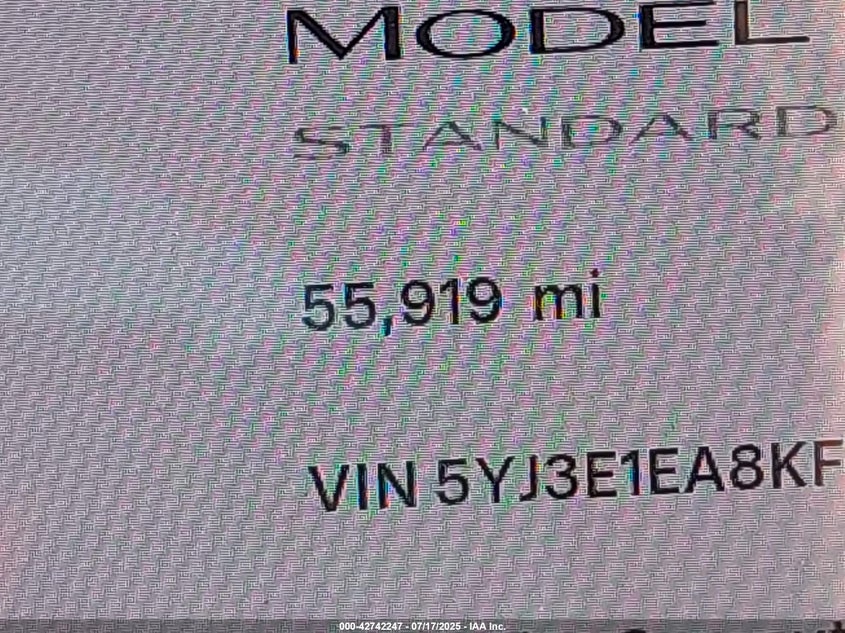 MODEL
STANDARD
55,919 mi
VIN 5YJ3E1EA8KF
000-42742247 - 07/17/2025 - IAA Inc.